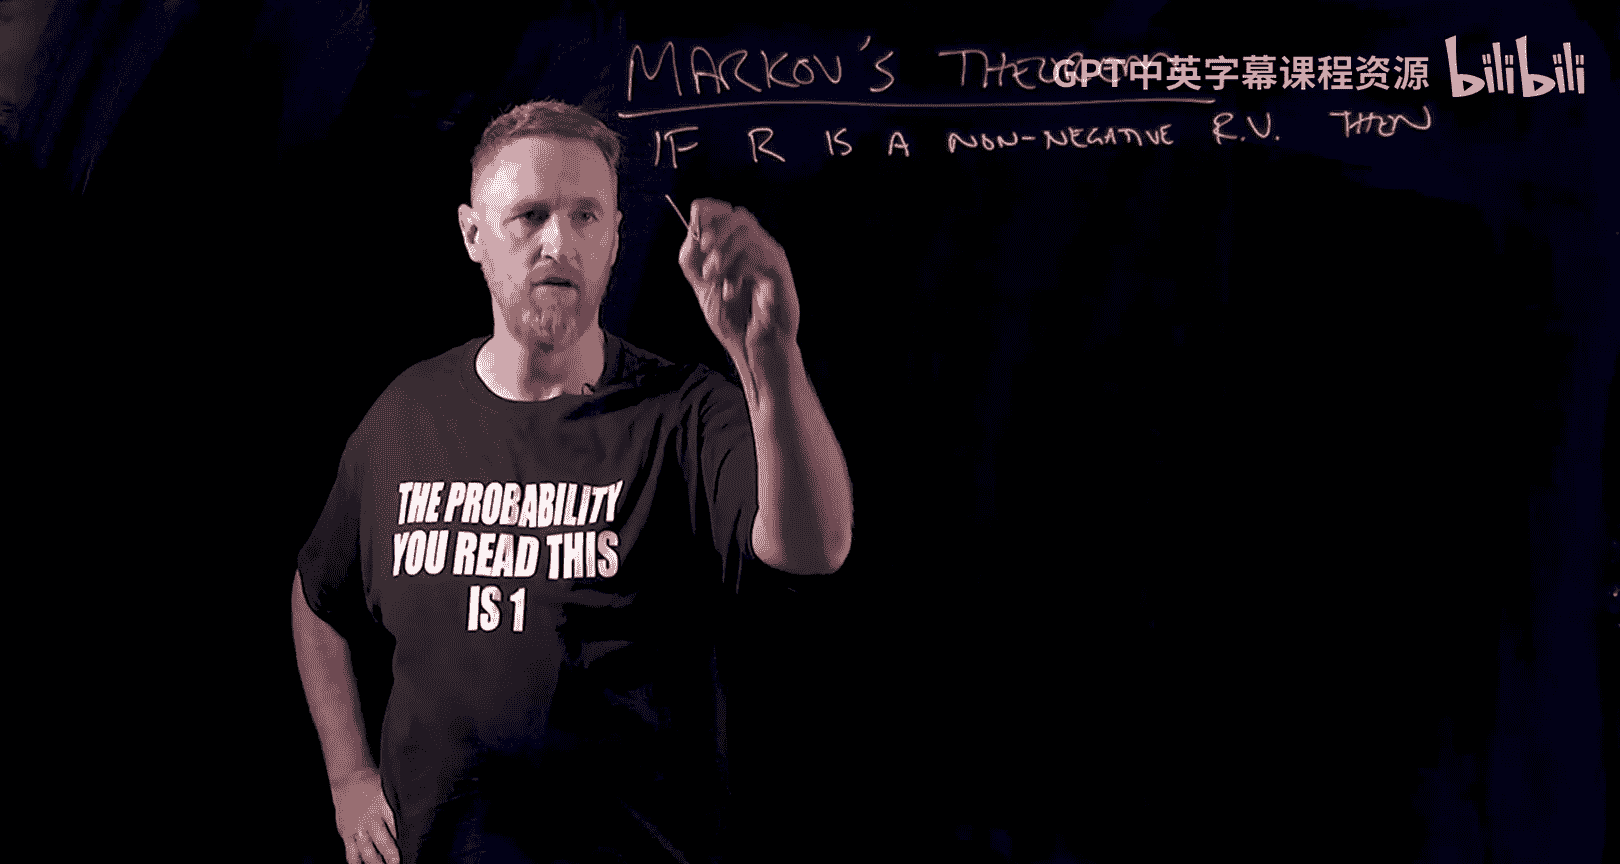 MARKOV'S
GPT中英字幕课程资源 bilibili
IF R IS A NON-NEGATIVE R.V. THEN
THE PROBABILITY
YOU READ THIS
IS 1